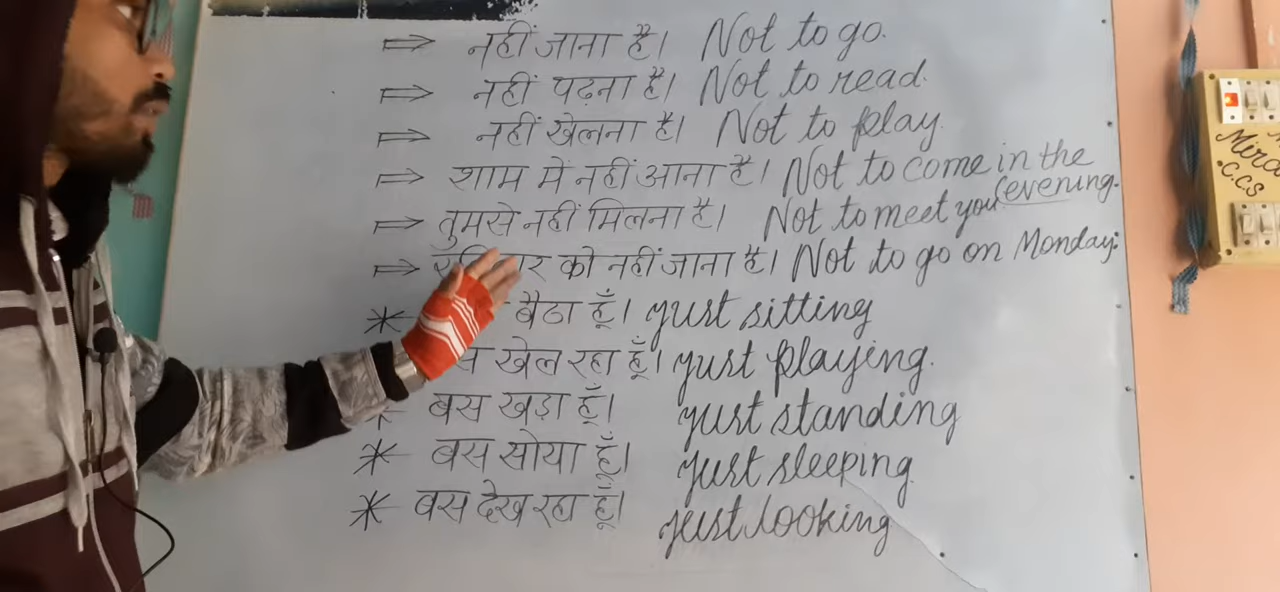 नहीं जाना है। Not to go.
नहीं पढ़ना है। Not to read.
नहीं खेलना है। Not to play.
शाम में नहीं आना है। Not to come in the evening.
तुमसे नहीं मिलना है। Not to meet you
को नहीं जाना है। Not to go on Monday.
बैठा हूँ। Just sitting
खेल रहा हूँ। Just playing.
बस खड़ा हूँ। Just standing
बस सोया हूँ। Just sleeping
बस देख रहा हूँ। Just looking
C.C.S